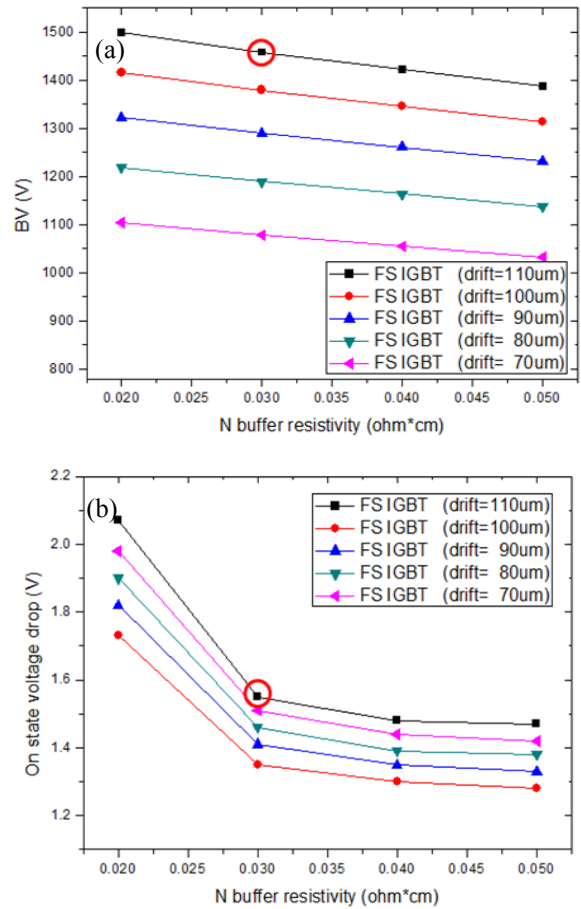 (a)
BV (V)
1500
1400
1300
1200
1100
1000
900
800
FS IGBT (drift=110um)
FS IGBT (drift=100um)
FS IGBT (drift= 90um)
FS IGBT (drift= 80um)
FS IGBT (drift= 70um)
0.020 0.025 0.030 0.035 0.040 0.045 0.050
N buffer resistivity (ohm*cm)
(b)
On state voltage drop (V)
2.2
2.0
1.8
1.6
1.4
1.2
FS IGBT (drift=110um)
FS IGBT (drift=100um)
FS IGBT (drift= 90um)
FS IGBT (drift= 80um)
FS IGBT (drift= 70um)
0.020 0.025 0.030 0.035 0.040 0.045 0.050
N buffer resistivity (ohm*cm)